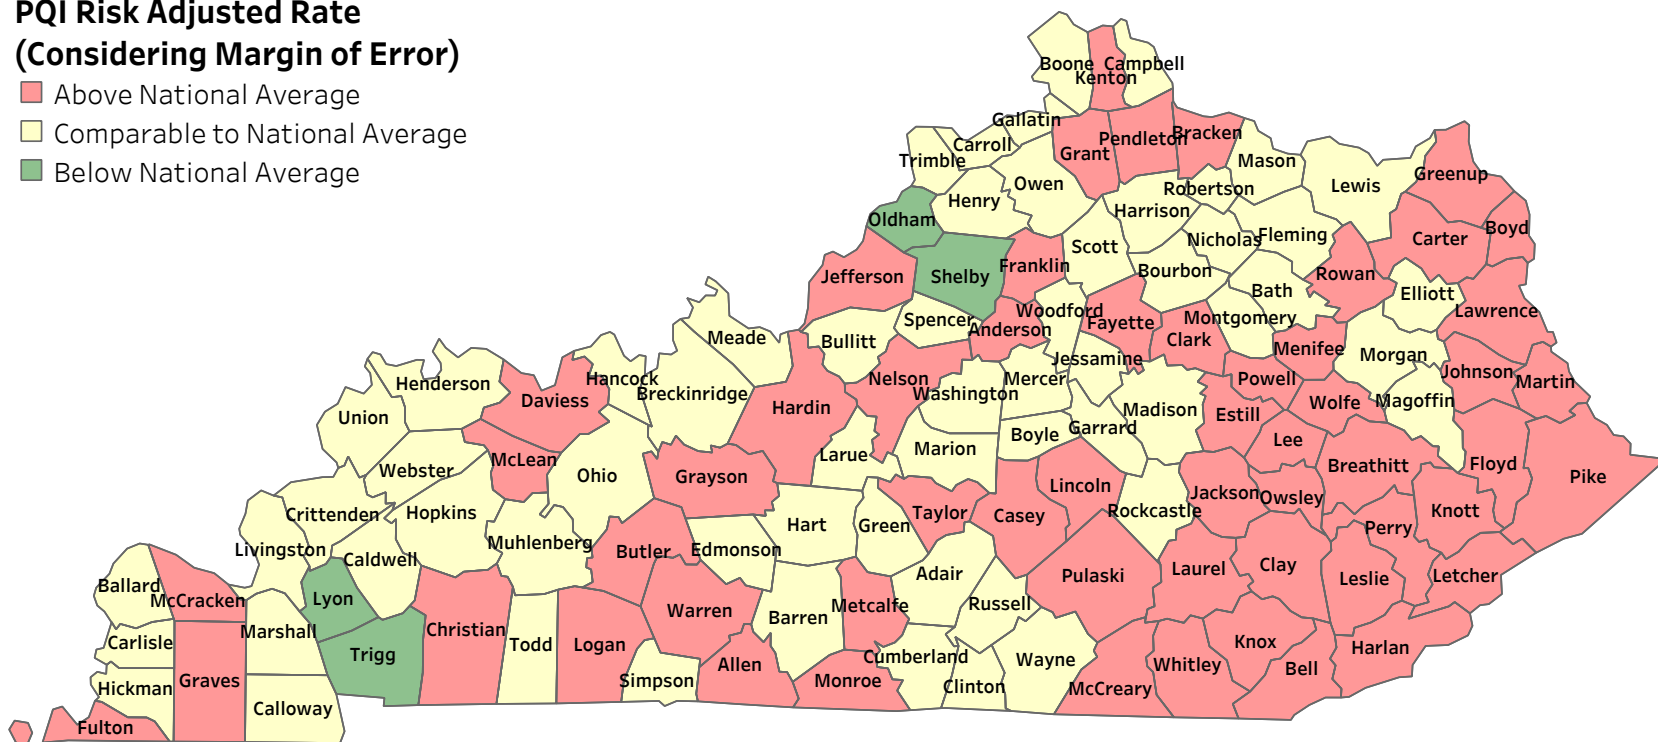 PQI Risk Adjusted Rate
(Considering Margin of Error)
Above National Average
Comparable to National Average
Below National Average
Boone
Campbell
Kenton
Gallatin
Carroll
Trimble
Grant
Pendleton
Bracken
Mason
Owen
Henry
Robertson
Lewis
Greenup
Oldham
Harrison
Nicholas
Fleming
Carter
Boyd
Jefferson
Shelby
Franklin
Scott
Bourbon
Rowan
Bath
Elliott
Lawrence
Spencer
Anderson
Woodford
Fayette
Clark
Montgomery
Menifee
Morgan
Meade
Bullitt
Jessamine
Johnson
Martin
Henderson
Hancock
Breckinridge
Nelson
Washington
Mercer
Powell
Magoffin
Union
Daviess
Hardin
Madison
Estill
Wolfe
Boyle
Garrard
Lee
Larue
Marion
Webster
McLean
Ohio
Grayson
Lincoln
Breathitt
Floyd
Pike
Jackson
Owsley
Crittenden
Hopkins
Hart
Green
Taylor
Casey
Rockcastle
Knott
Perry
Livingston
Caldwell
Muhlenberg
Butler
Edmonson
Adair
Pulaski
Laurel
Clay
Leslie
Letcher
Ballard
McCracken
Lyon
Warren
Barren
Metcalfe
Russell
Carlisle
Marshall
Christian
Todd
Logan
Trigg
Knox
Harlan
Allen
Cumberland
Wayne
Whitley
Bell
Hickman
Graves
Simpson
Monroe
Clinton
McCreary
Calloway
Fulton